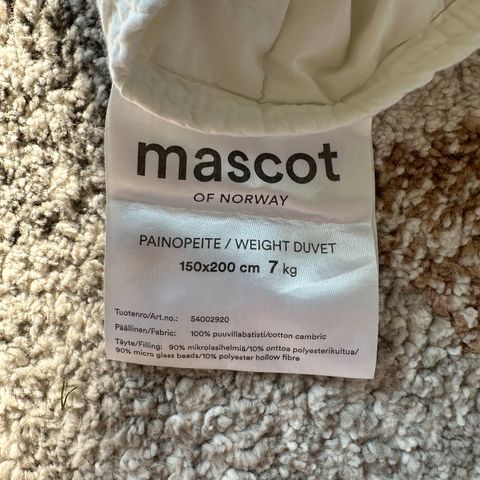 mascot
OF NORWAY
PAINOPEITE / WEIGHT DUVET
150x200 cm 7 kg
Tuotenro/Art.no.: 54002920
Päällinen/Fabric: 100% puuvillabatisti/cotton cambric
Täyte/Filling: 90% mikrolasihelmiä/10% onttoa polyesterikuitua/
90% micro glass beads/10% polyester hollow fibre